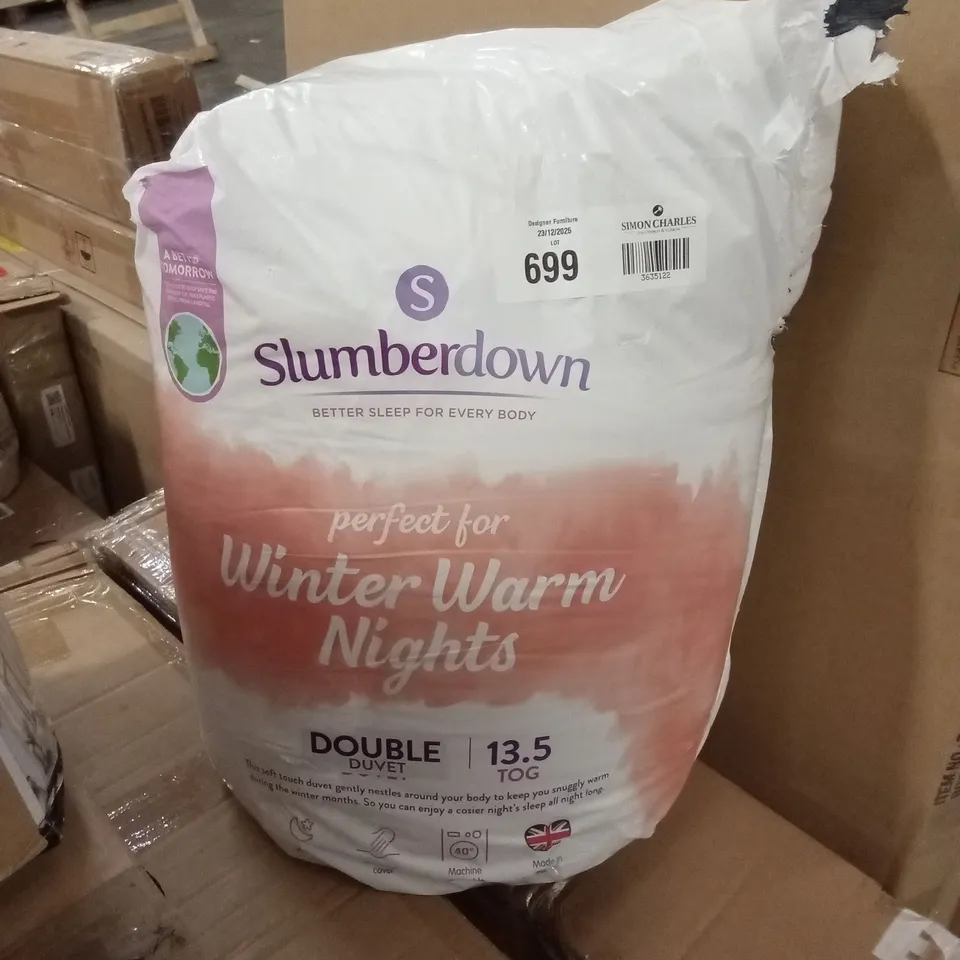 Designer Furniture
23/12/2025
LOT
699
SIMON CHARLES
3635122
TOMORROW
S
Slumberdown
BETTER SLEEP FOR EVERY BODY
perfect for
Winter Warm
Nights
DOUBLE
DUVET
13.5
TOG
This soft touch duvet gently nestles around your body to keep you snuggly warm
during the winter months. So you can enjoy a cosier night's sleep all night long
cover
40°
Machine
Made in
ITEM NO